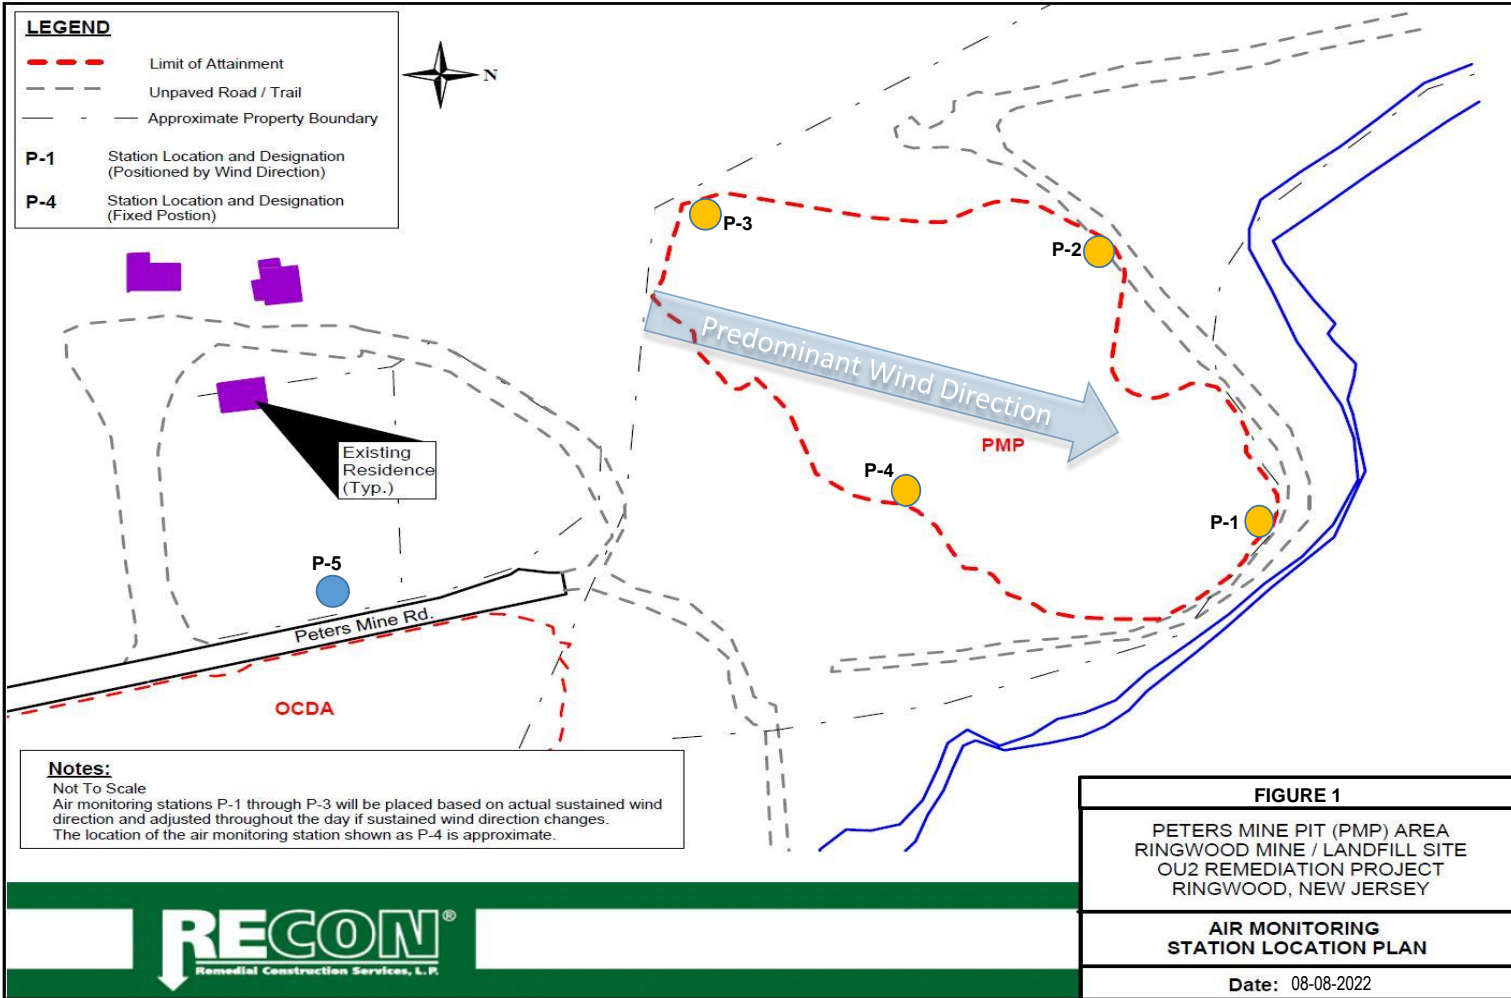 LEGEND
Limit of Attainment
Unpaved Road / Trail
Approximate Property Boundary
P-1 Station Location and Designation
(Positioned by Wind Direction)
P-4 Station Location and Designation
(Fixed Postion)
N
P-3
P-2
Predominant Wind Direction
PMP
P-4
P-1
Existing
Residence
(Typ.)
P-5
Peters Mine Rd.
OCDA
Notes:
Not To Scale
Air monitoring stations P-1 through P-3 will be placed based on actual sustained wind
direction and adjusted throughout the day if sustained wind direction changes.
The location of the air monitoring station shown as P-4 is approximate.
RECON®
Remedial Construction Services, L.P.
FIGURE 1
PETERS MINE PIT (PMP) AREA
RINGWOOD MINE / LANDFILL SITE
OU2 REMEDIATION PROJECT
RINGWOOD, NEW JERSEY
AIR MONITORING
STATION LOCATION PLAN
Date: 08-08-2022